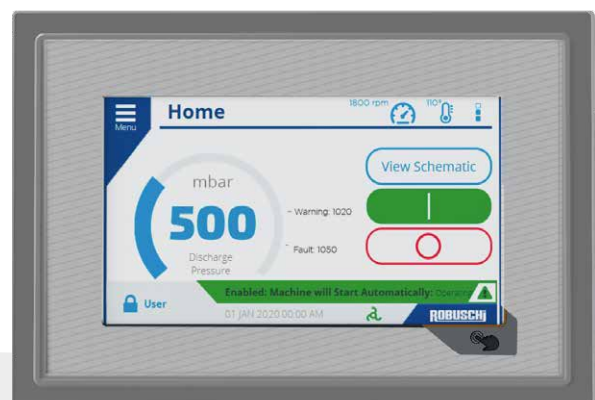 Menu
Home
1800 rpm
110°
mbar
500
Discharge
Pressure
- Warning: 1020
- Fault: 1050
View Schematic
Enabled: Machine will Start Automatically: Operator
User
01 JAN 2020 00:00 AM
ROBUSCHi